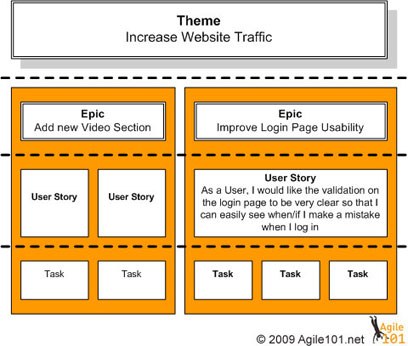 Theme
Increase Website Traffic
Epic
Add new Video Section
Epic
Improve Login Page Usability
User Story
User Story
User Story
As a User, I would like the validation on
the login page to be very clear so that I
can easily see when/if I make a mistake
when I log in
Task
Task
Task
Task
Task
Agile
101
© 2009 Agile101.net